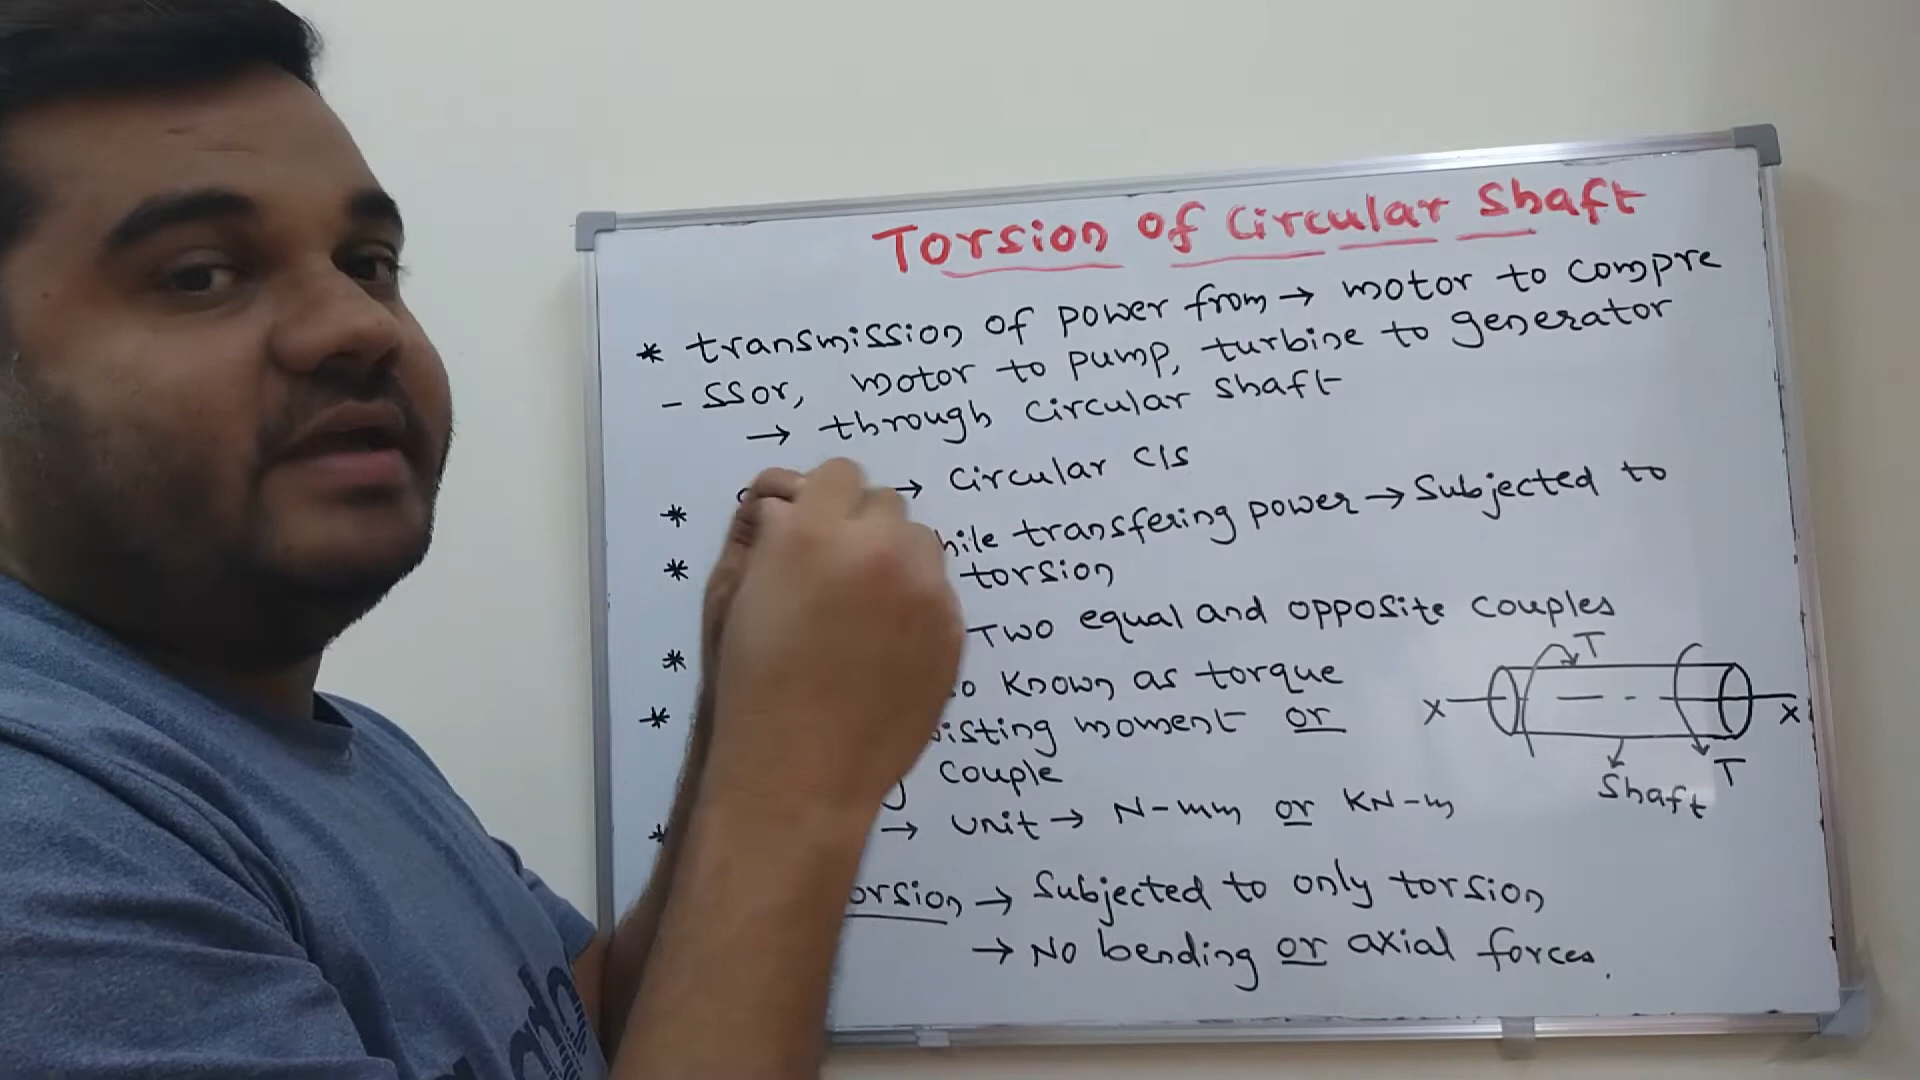 Torsion of Circular Shaft
* transmission of power from → motor to compre
- ssor, motor to pump, turbine to generator
→ through circular shaft
* → Circular C/s
* hile transfering power → Subjected to
torsion
* Two equal and opposite couples
* o known as torque
isting moment or
g couple
* → unit → N-mm or KN-m
orsion → Subjected to only torsion
→ No bending or axial forces.
T
X X
T
Shaft